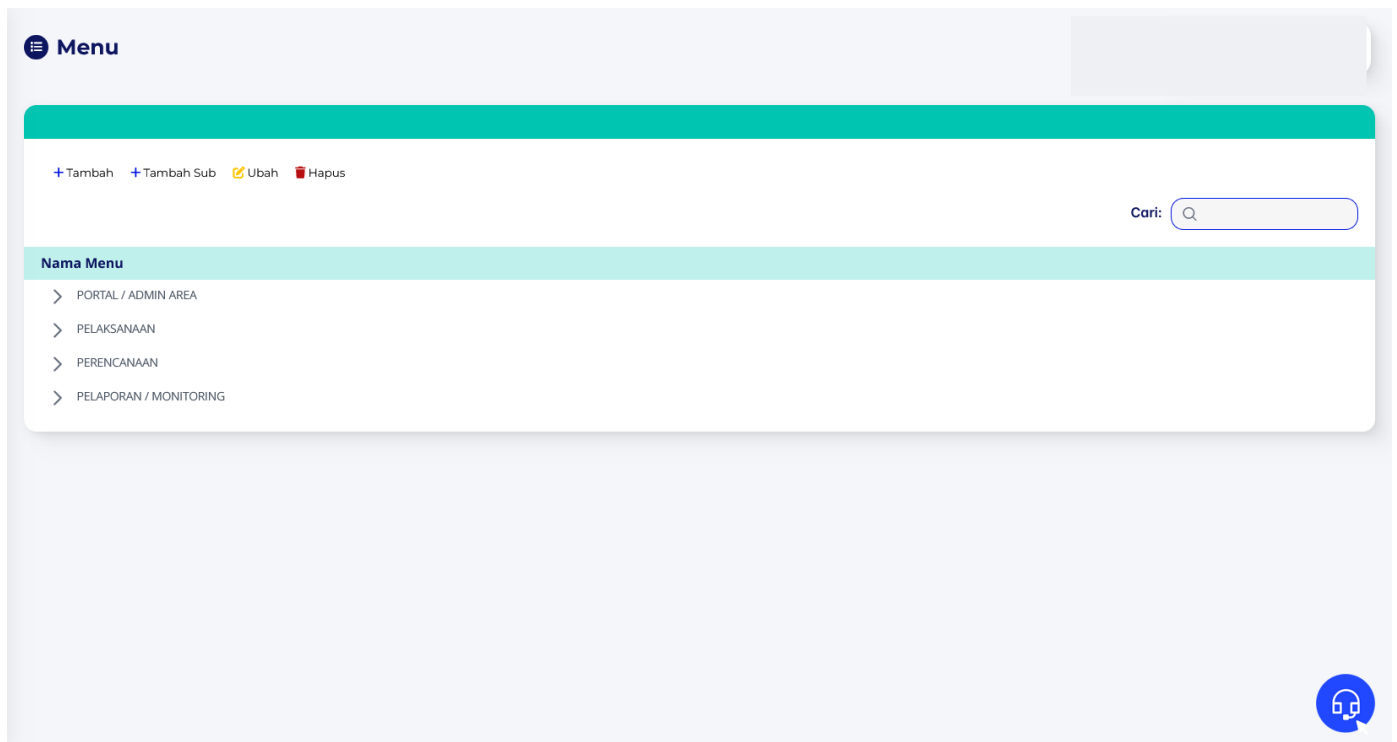 Menu
Tambah Tambah Sub Ubah Hapus
Cari:
Nama Menu
PORTAL / ADMIN AREA
PELAKSANAAN
PERENCANAAN
PELAPORAN / MONITORING